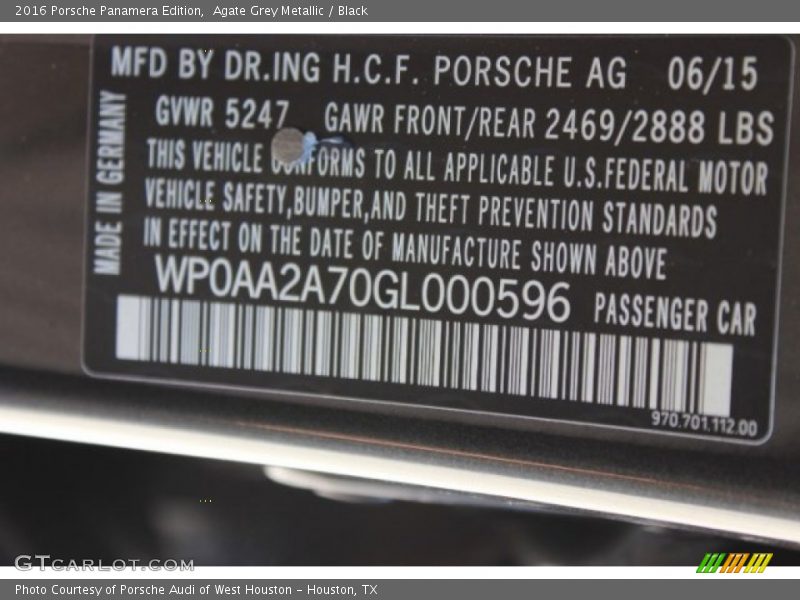 2016 Porsche Panamera Edition,  Agate Grey Metallic / Black
MFD BY DR.ING H.C.F. PORSCHE AG 06/15
GVWR 5247 GAWR FRONT/REAR 2469/2888 LBS
THIS VEHICLE CONFORMS TO ALL APPLICABLE U.S.FEDERAL MOTOR
VEHICLE SAFETY,BUMPER,AND THEFT PREVENTION STANDARDS
IN EFFECT ON THE DATE OF MANUFACTURE SHOWN ABOVE
WP0AA2A70GL000596 PASSENGER CAR
MADE IN GERMANY
970.701.112.00
GTCARLOT.COM
Photo Courtesy of Porsche Audi of West Houston - Houston, TX